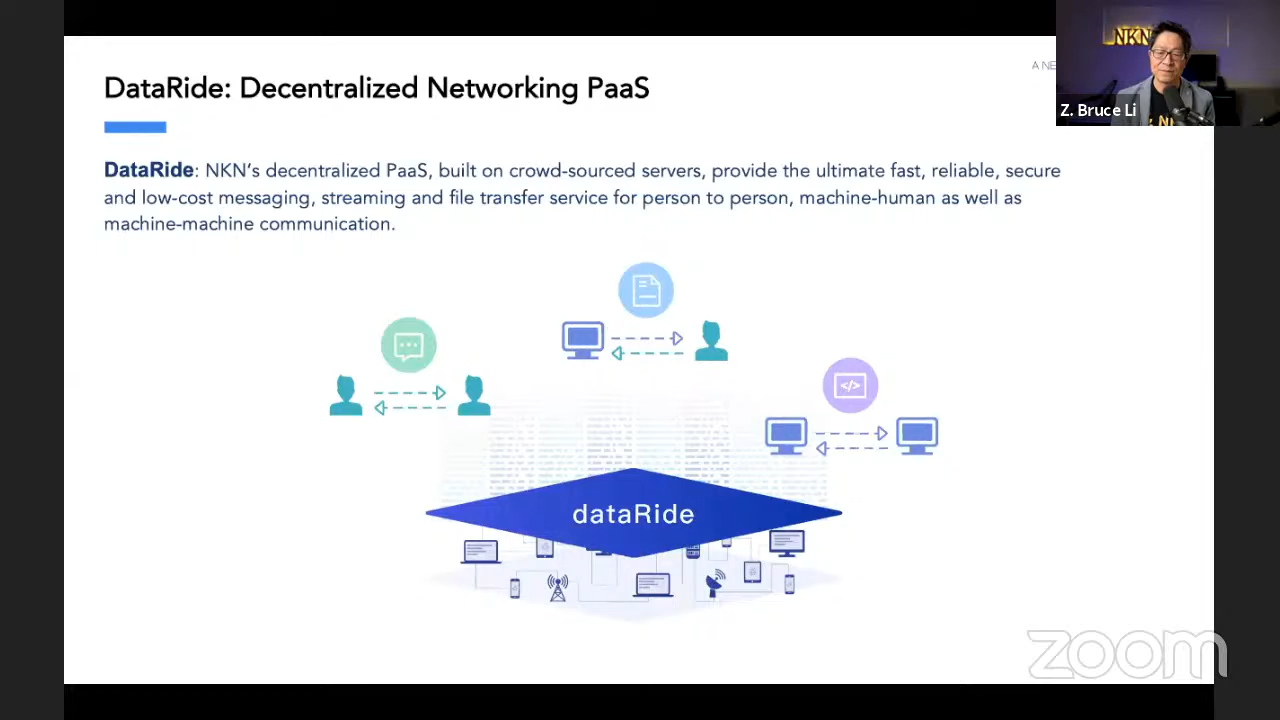 DataRide: Decentralized Networking PaaS
A NE
NKN
Z. Bruce Li
DataRide: NKN's decentralized PaaS, built on crowd-sourced servers, provide the ultimate fast, reliable, secure
and low-cost messaging, streaming and file transfer service for person to person, machine-human as well as
machine-machine communication.
</>
dataRide
zoom